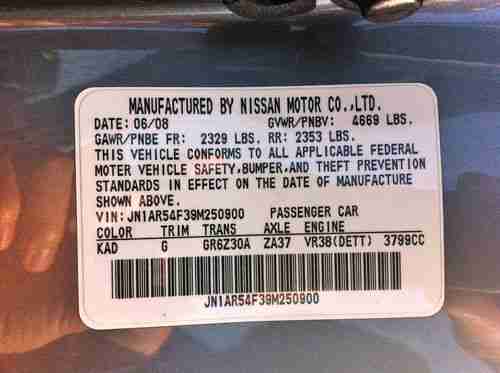 MANUFACTURED BY NISSAN MOTOR CO.,LTD.
DATE: 06/08 GVWR/PNBV: 4669 LBS.
GAWR/PNBE FR: 2329 LBS. RR: 2353 LBS.
THIS VEHICLE CONFORMS TO ALL APPLICABLE FEDERAL
MOTER VEHICLE SAFETY,BUMPER,AND THEFT PREVENTION
STANDARDS IN EFFECT ON THE DATE OF MANUFACTURE
SHOWN ABOVE.
VIN:JN1AR54F39M250900 PASSENGER CAR
COLOR TRIM TRANS AXLE ENGINE
KAD G GR6Z30A ZA37 VR38(DETT) 3799CC
JN1AR54F39M250900